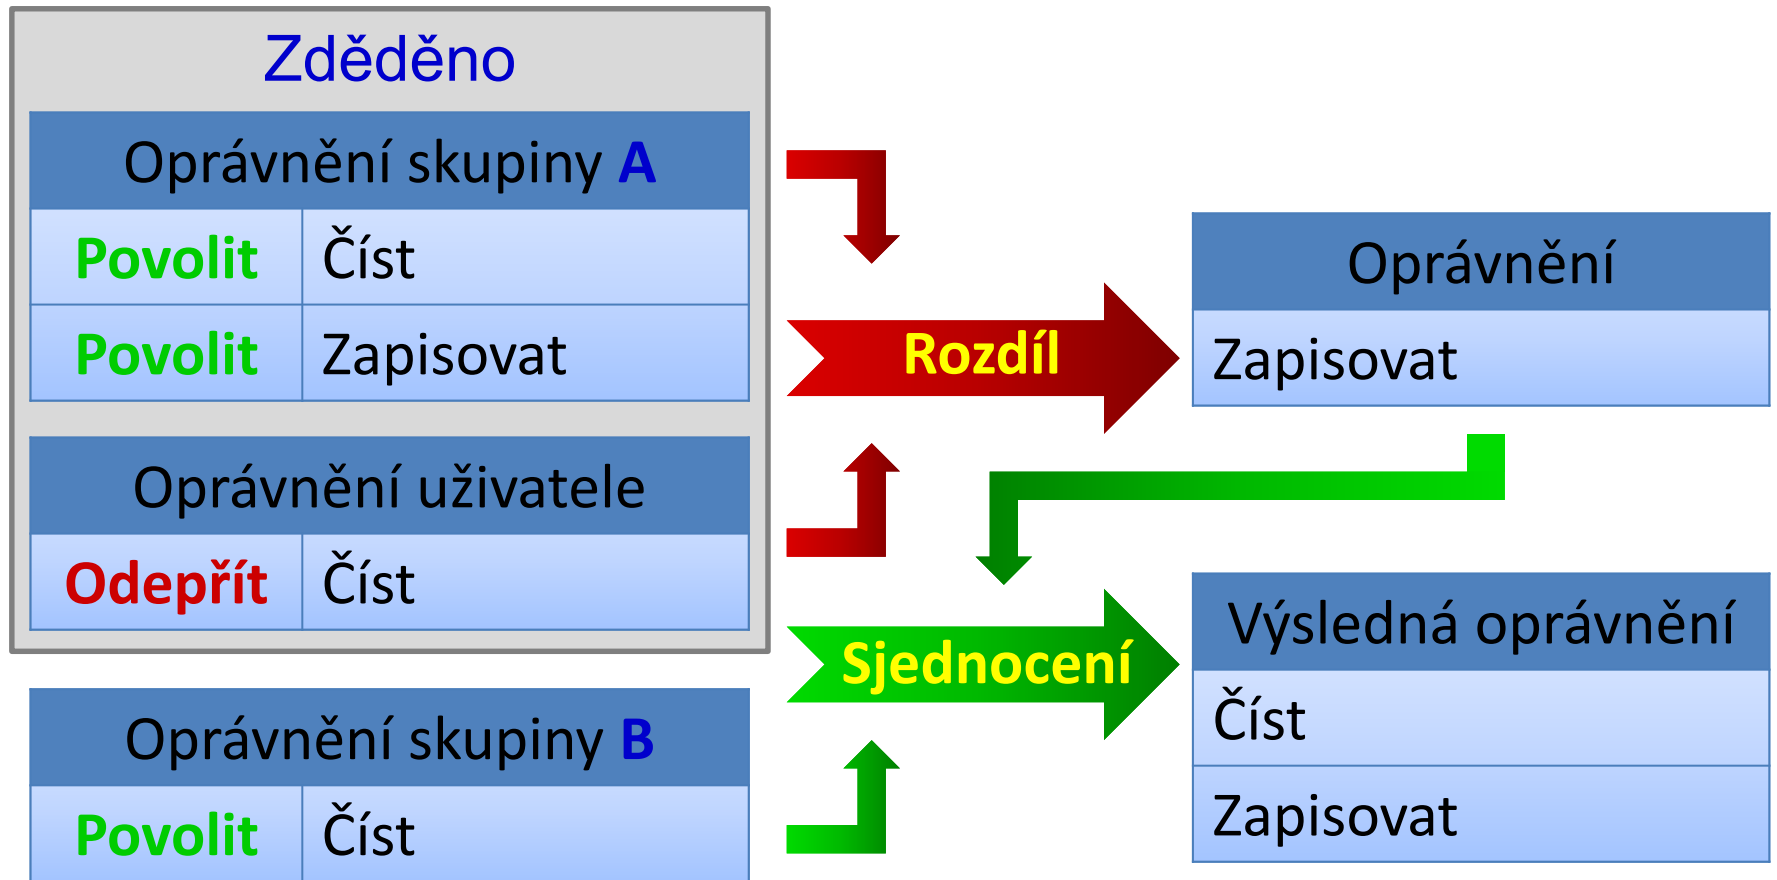 Zděděno
Oprávnění skupiny A
Povolit Číst
Povolit Zapisovat
Oprávnění uživatele
Odepřít Číst
Oprávnění skupiny B
Povolit Číst
Rozdíl
Sjednocení
Oprávnění
Zapisovat
Výsledná oprávnění
Číst
Zapisovat